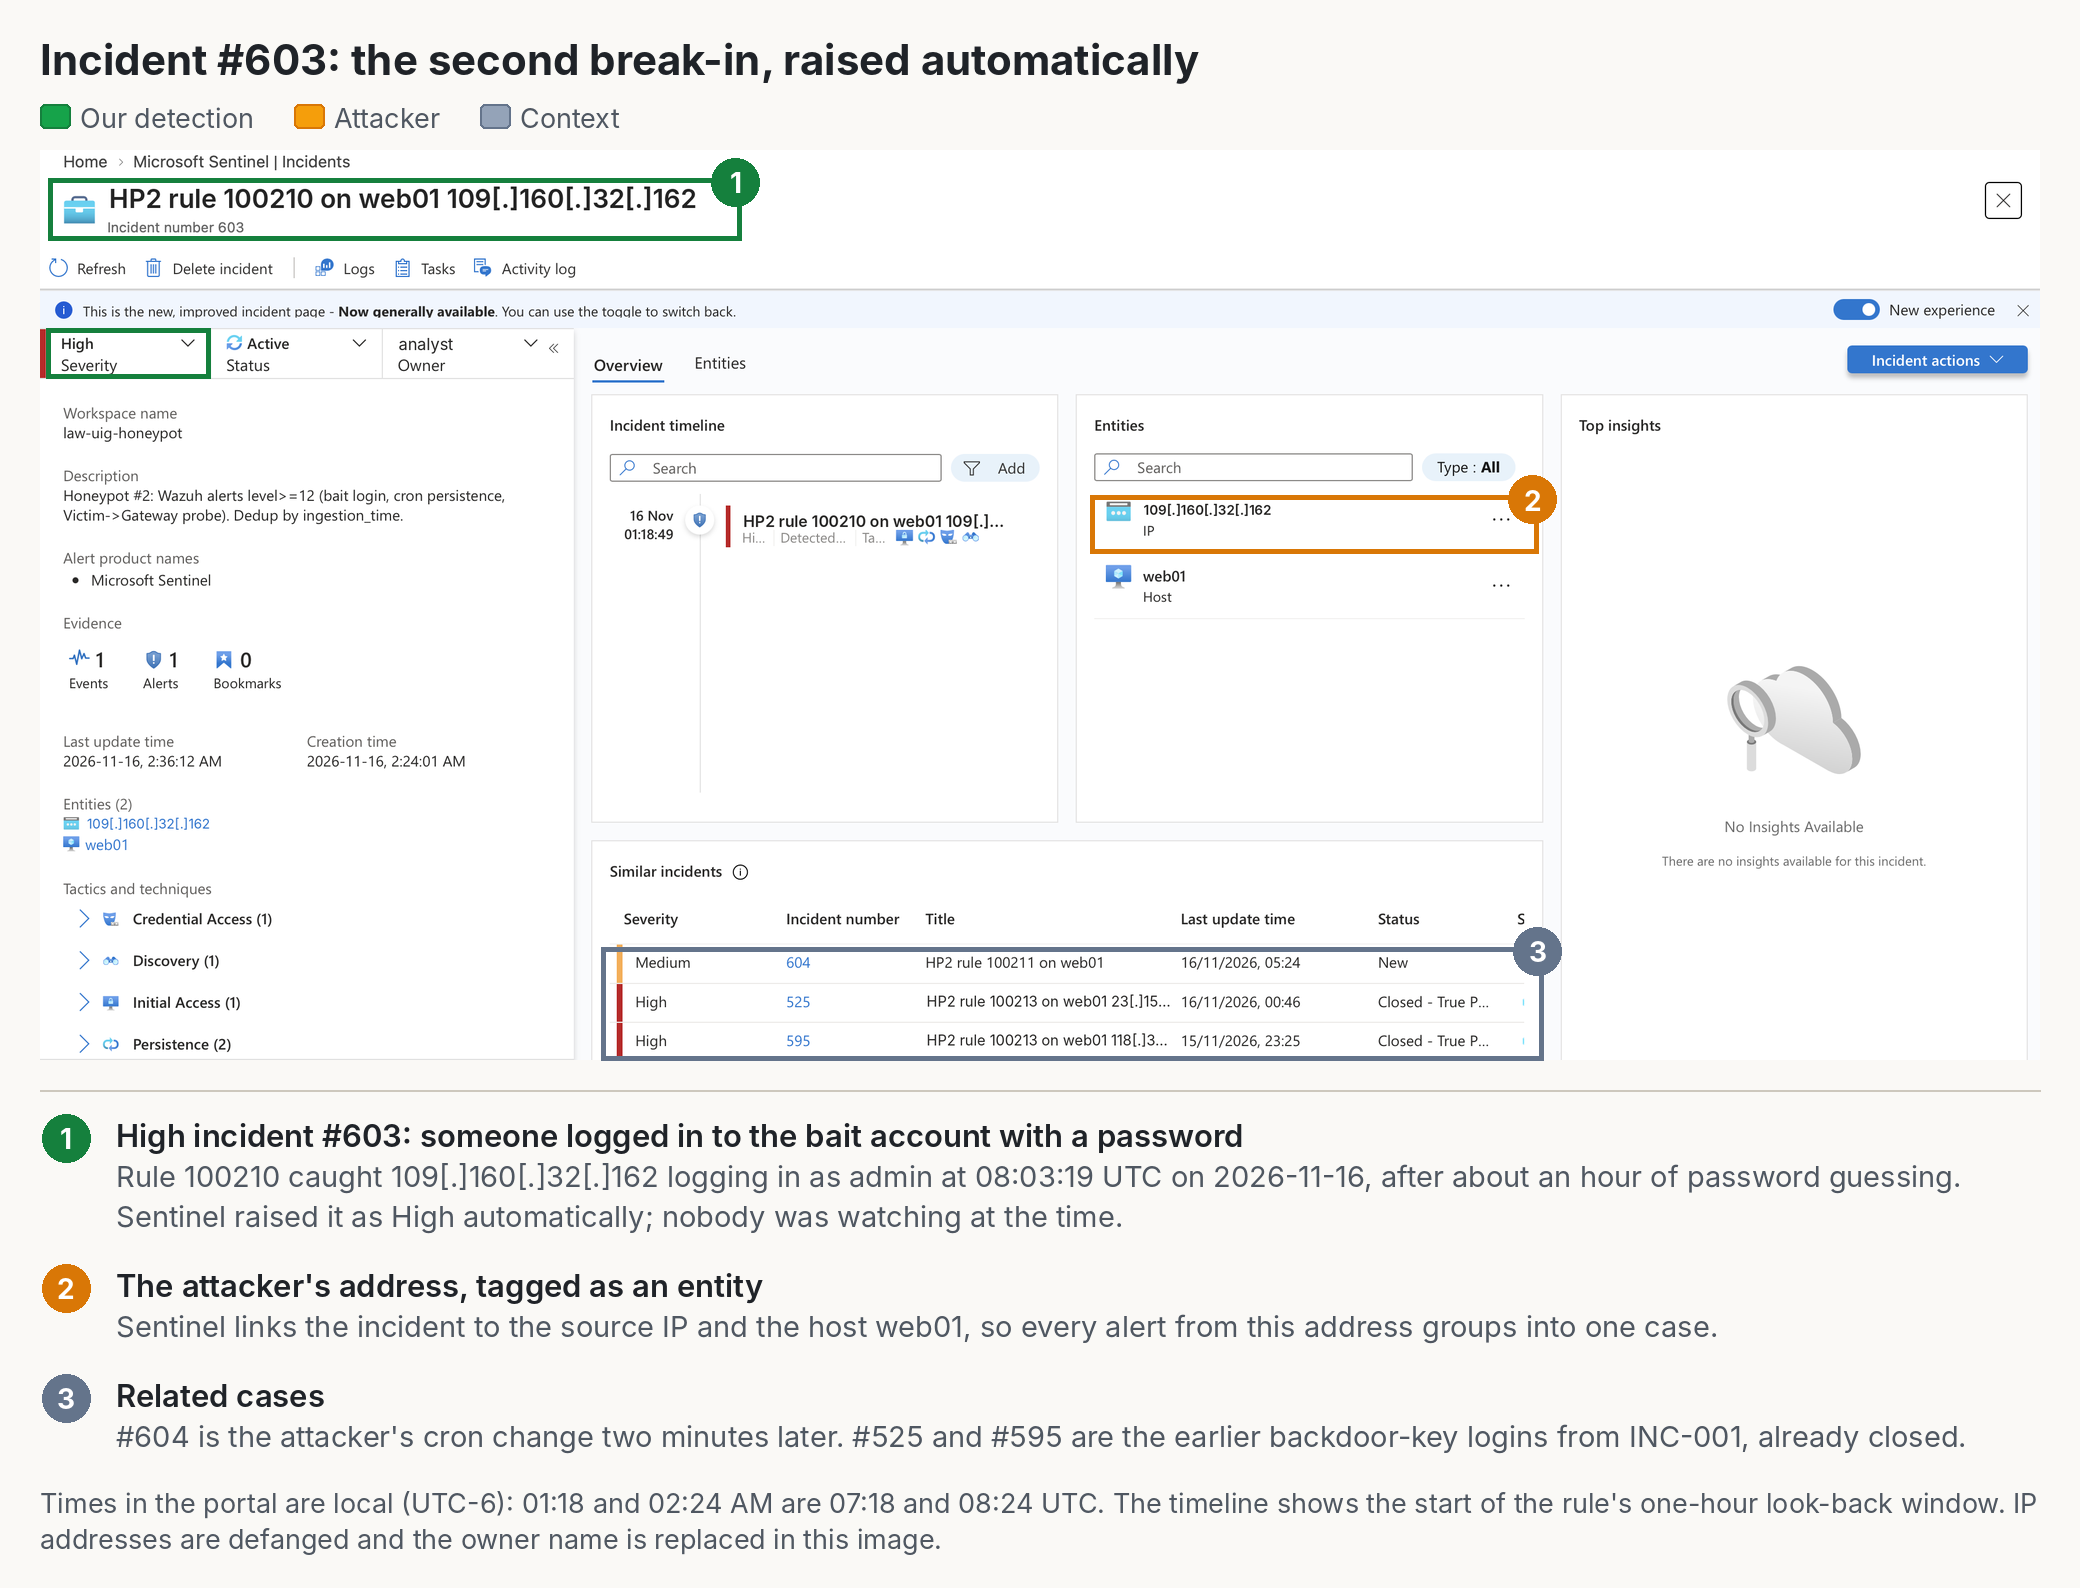 Incident #603: the second break-in, raised automatically
Our detection
Attacker
Context
Home › Microsoft Sentinel | Incidents
HP2 rule 100210 on web01 109[.]160[.]32[.]162
Incident number 603
1
Refresh
Delete incident
Logs
Tasks
Activity log
This is the new, improved incident page - Now generally available. You can use the toggle to switch back.
New experience
High
Severity
Active
Status
analyst
Owner
«
Workspace name
law-uig-honeypot
Description
Honeypot #2: Wazuh alerts level>=12 (bait login, cron persistence,
Victim->Gateway probe). Dedup by ingestion_time.
Alert product names
• Microsoft Sentinel
Evidence
1
Events
1
Alerts
0
Bookmarks
Last update time
2026-11-16, 2:36:12 AM
Creation time
2026-11-16, 2:24:01 AM
Entities (2)
109[.]160[.]32[.]162
web01
Tactics and techniques
Credential Access (1)
Discovery (1)
Initial Access (1)
Persistence (2)
Overview
Entities
Incident actions
Incident timeline
Search
Add
16 Nov
01:18:49
HP2 rule 100210 on web01 109[.]...
Hi... Detected... Ta...
Entities
Search
Type : All
2
109[.]160[.]32[.]162
IP
...
web01
Host
...
Top insights
No Insights Available
There are no insights available for this incident.
Similar incidents
Severity Incident number Title Last update time Status S
3
Medium 604 HP2 rule 100211 on web01 16/11/2026, 05:24 New
High 525 HP2 rule 100213 on web01 23[.]15... 16/11/2026, 00:46 Closed - True P...
High 595 HP2 rule 100213 on web01 118[.]3... 15/11/2026, 23:25 Closed - True P...
1
High incident #603: someone logged in to the bait account with a password
Rule 100210 caught 109[.]160[.]32[.]162 logging in as admin at 08:03:19 UTC on 2026-11-16, after about an hour of password guessing.
Sentinel raised it as High automatically; nobody was watching at the time.
2
The attacker's address, tagged as an entity
Sentinel links the incident to the source IP and the host web01, so every alert from this address groups into one case.
3
Related cases
#604 is the attacker's cron change two minutes later. #525 and #595 are the earlier backdoor-key logins from INC-001, already closed.
Times in the portal are local (UTC-6): 01:18 and 02:24 AM are 07:18 and 08:24 UTC. The timeline shows the start of the rule's one-hour look-back window. IP
addresses are defanged and the owner name is replaced in this image.